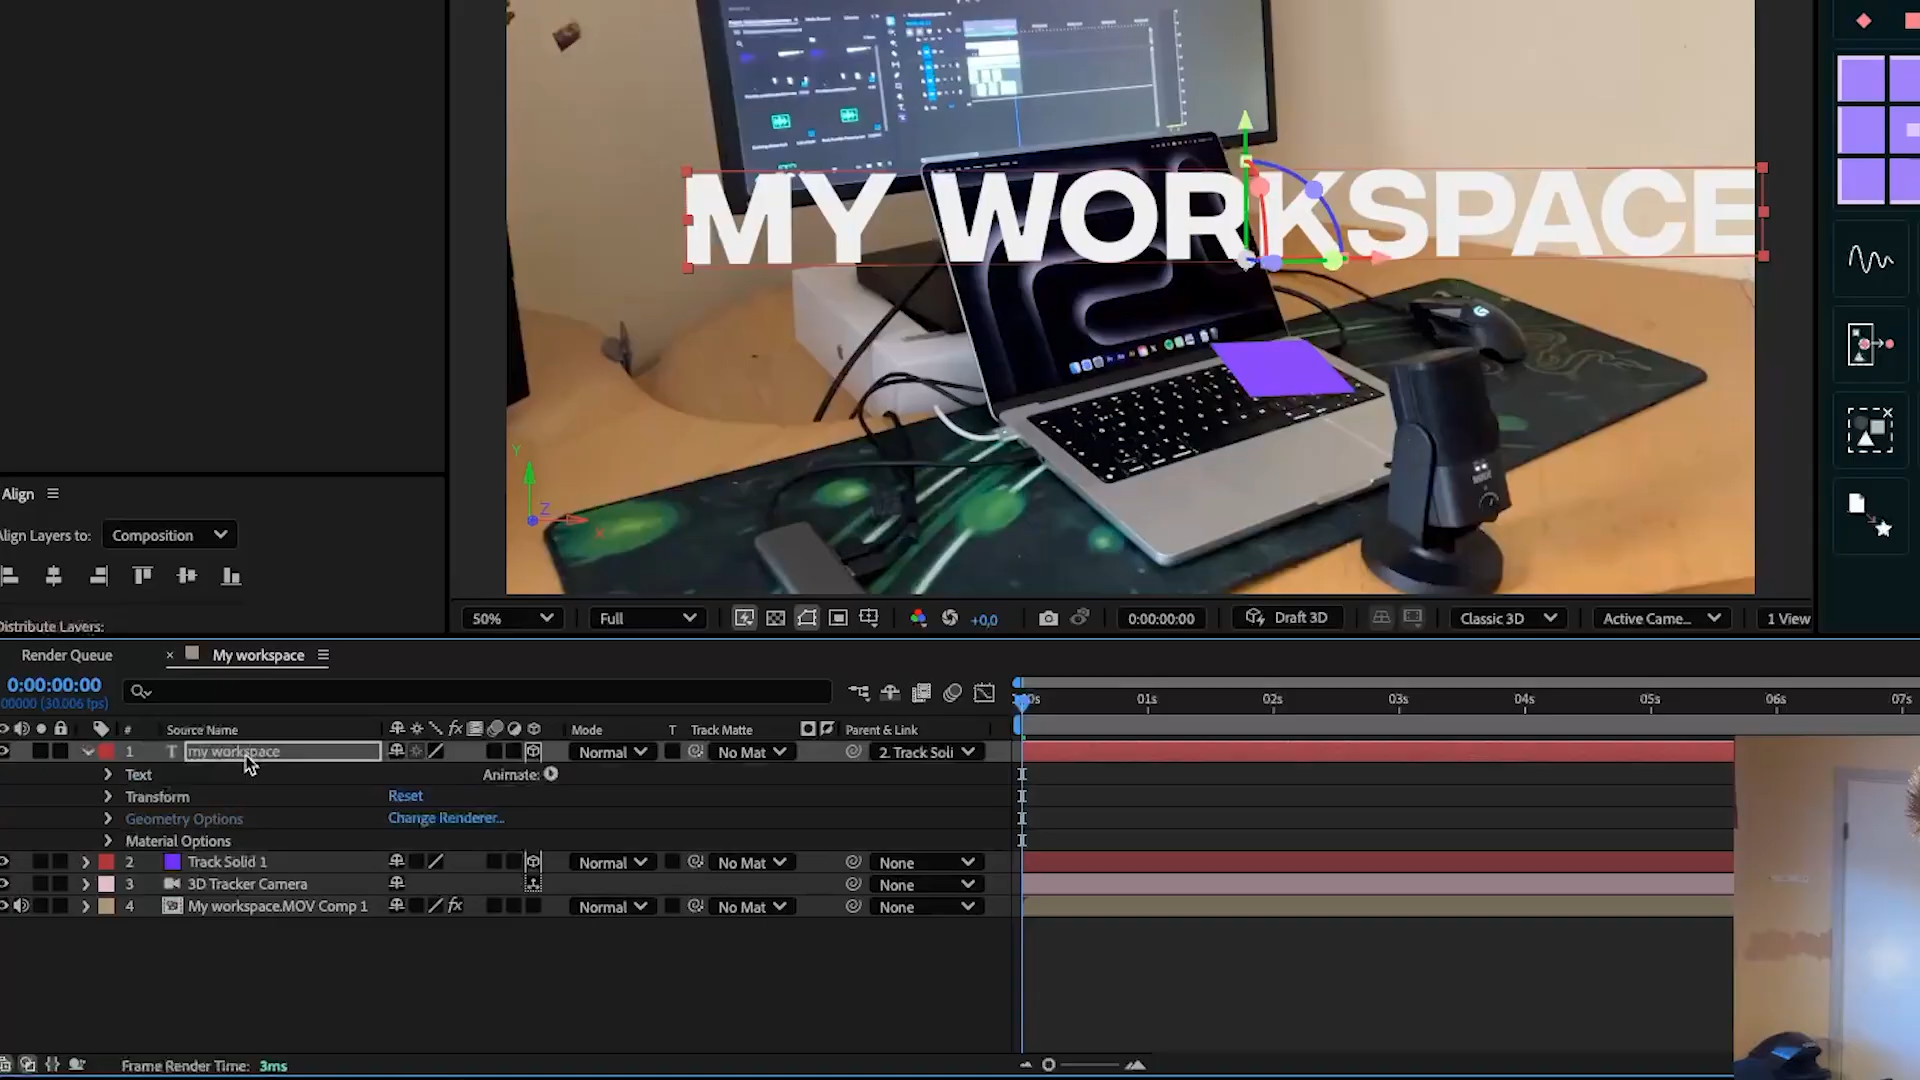 MY WORKSPACE
Y
Z
X
Align
Align Layers to:
Composition
Distribute Layers:
50%
Full
+0,0
0:00:00:00
Draft 3D
Classic 3D
Active Came...
1 View
Render Queue
× My workspace
0:00:00:00
00000 (30.006 fps)
01s 02s 03s 04s 05s 06s 07s
# Source Name fx Mode T Track Matte Parent & Link
1 T my workspace Normal No Mat 2. Track Soli
Text Animate:
Transform Reset
Geometry Options Change Renderer...
Material Options
2 Track Solid 1 Normal No Mat None
3 3D Tracker Camera None
4 My workspace.MOV Comp 1 fx Normal No Mat None
Frame Render Time: 3ms